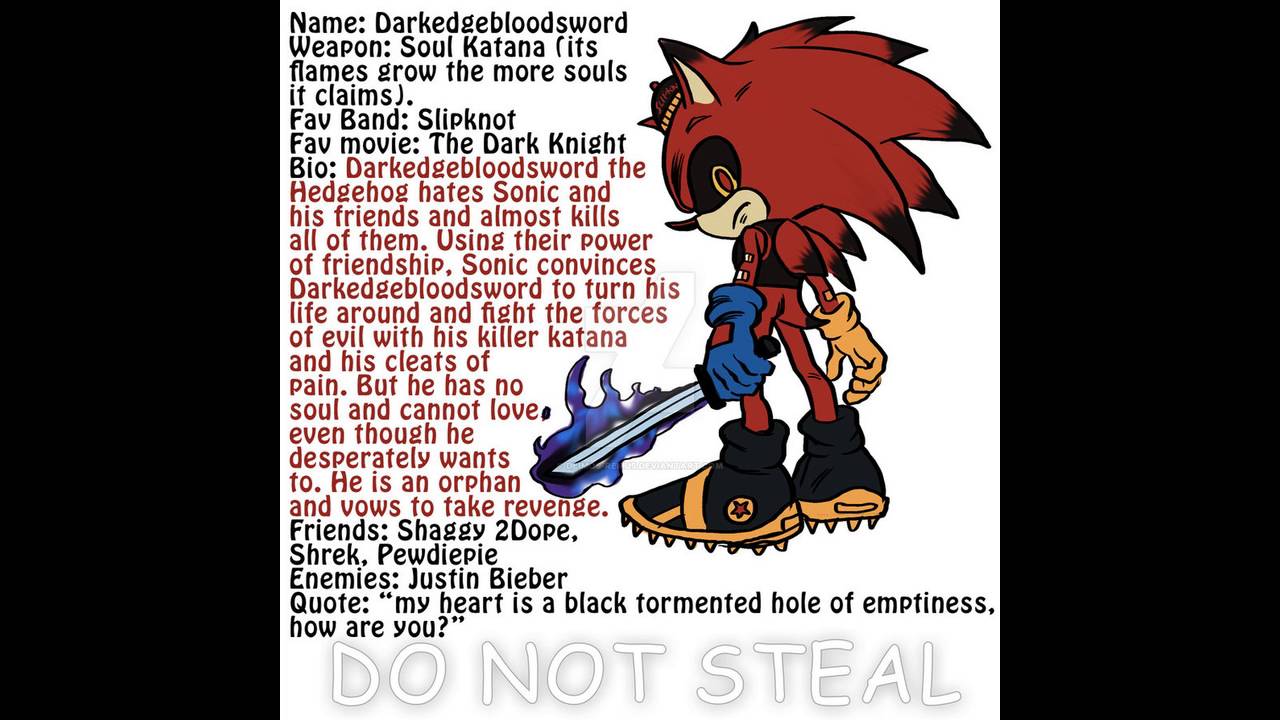 Name: Darkedgebloodsword
Weapon: Soul Katana (its
flames grow the more souls
it claims).
Fav Band: Slipknot
Fav movie: The Dark Knight
Bio: Darkedgebloodsword the
Hedgehog hates Sonic and
his friends and almost kills
all of them. Using their power
of friendship, Sonic convinces
Darkedgebloodsword to turn his
life around and fight the forces
of evil with his killer katana
and his cleats of
pain. But he has no
soul and cannot love,
even though he
desperately wants
to. He is an orphan
and vows to take revenge.
Friends: Shaggy 2Dope,
Shrek, Pewdiepie
Enemies: Justin Bieber
Quote: “my heart is a black tormented hole of emptiness,
how are you?”
DO NOT STEAL